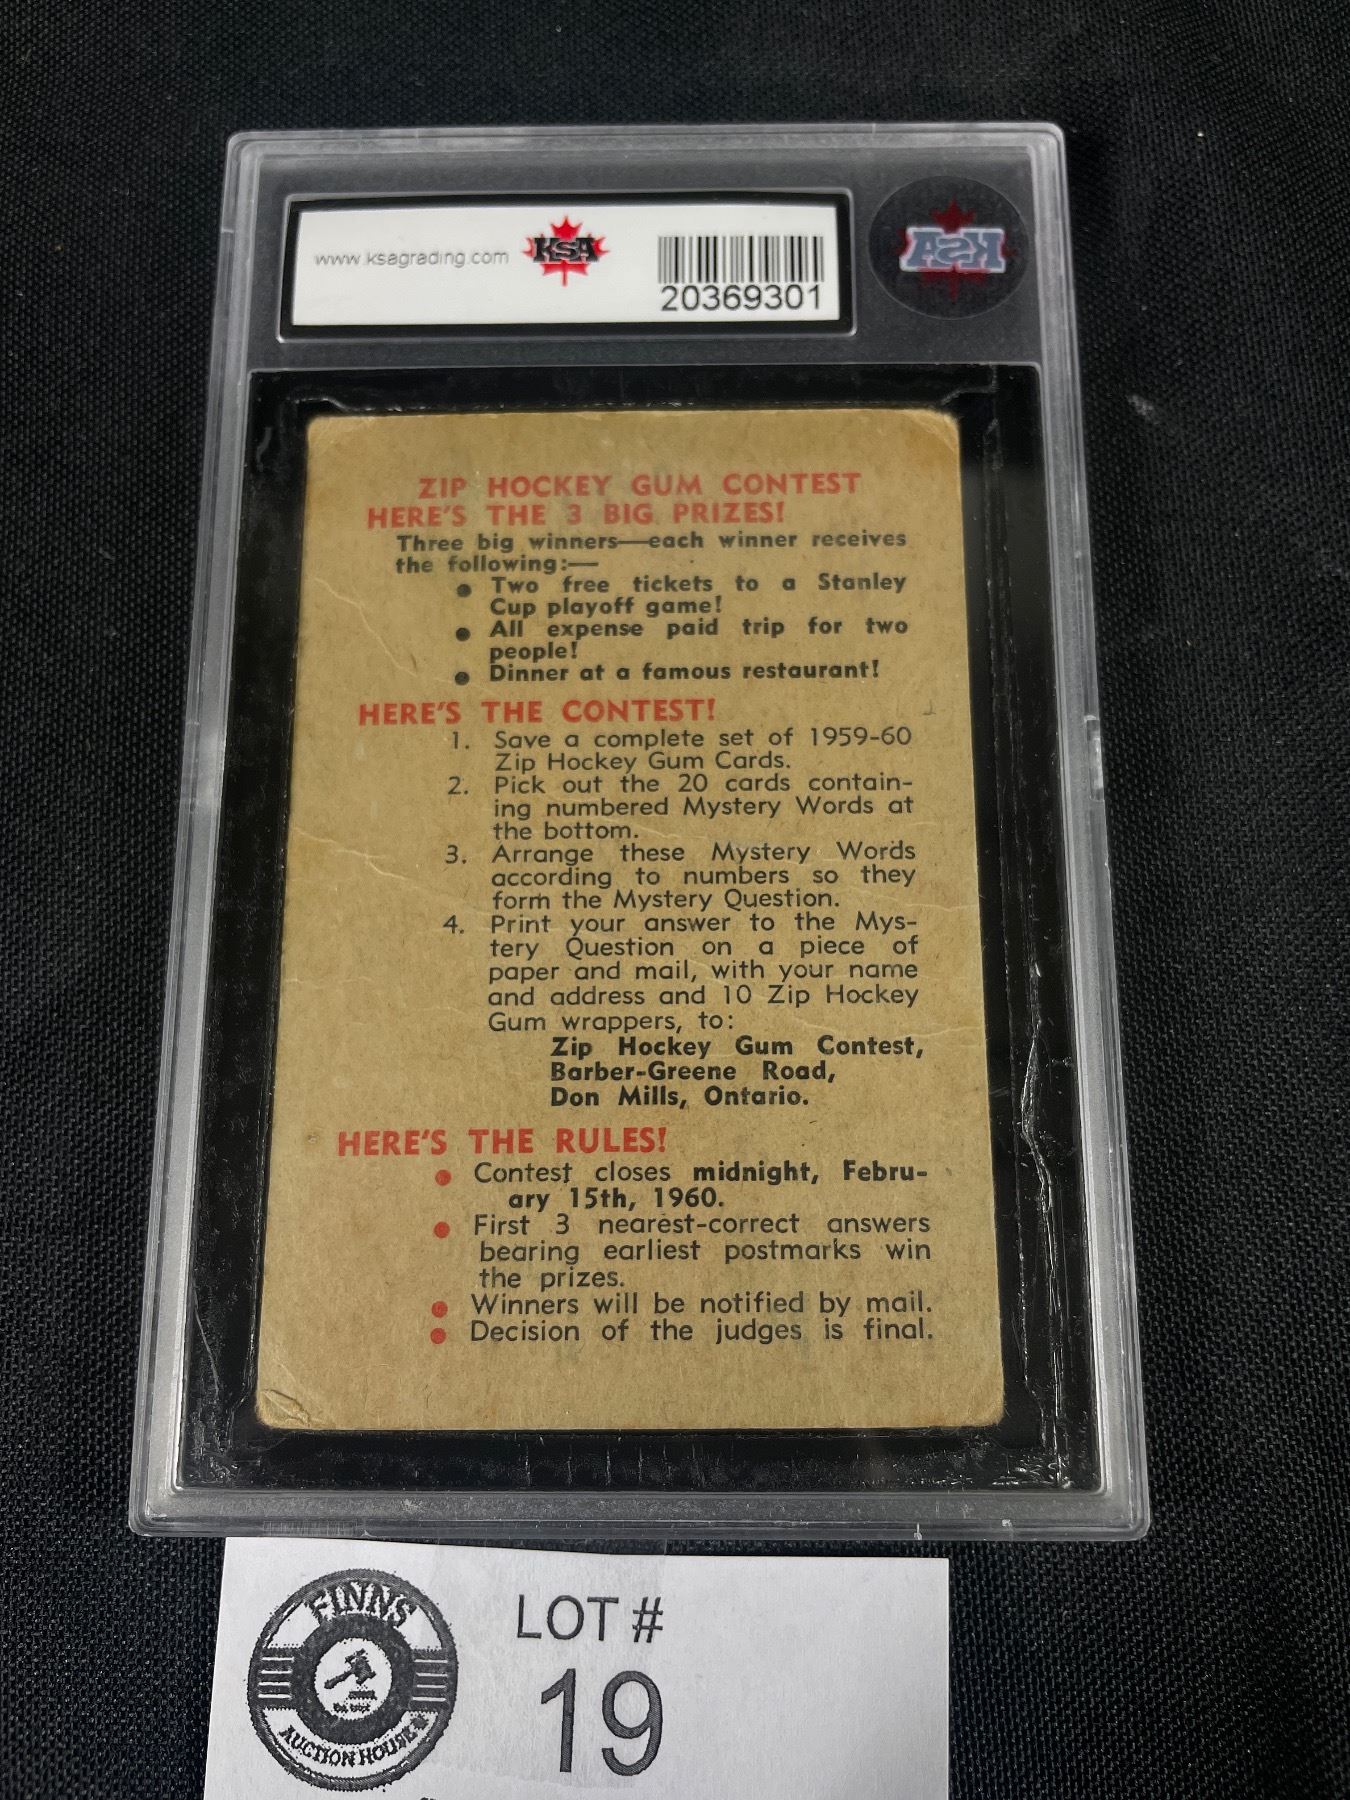 www.ksagrading.com
KSA
20369301
KSA
ZIP HOCKEY GUM CONTEST
HERE'S THE 3 BIG PRIZES!
Three big winners—each winner receives
the following:—
● Two free tickets to a Stanley
Cup playoff game!
● All expense paid trip for two
people!
● Dinner at a famous restaurant!
HERE'S THE CONTEST!
1. Save a complete set of 1959-60
Zip Hockey Gum Cards.
2. Pick out the 20 cards contain-
ing numbered Mystery Words at
the bottom.
3. Arrange these Mystery Words
according to numbers so they
form the Mystery Question.
4. Print your answer to the Mys-
tery Question on a piece of
paper and mail, with your name
and address and 10 Zip Hockey
Gum wrappers, to:
Zip Hockey Gum Contest,
Barber-Greene Road,
Don Mills, Ontario.
HERE'S THE RULES!
● Contest closes midnight, Febru-
ary 15th, 1960.
● First 3 nearest-correct answers
bearing earliest postmarks win
the prizes.
● Winners will be notified by mail.
● Decision of the judges is final.
FINNS
AUCTION HOUSE
LOT #
19